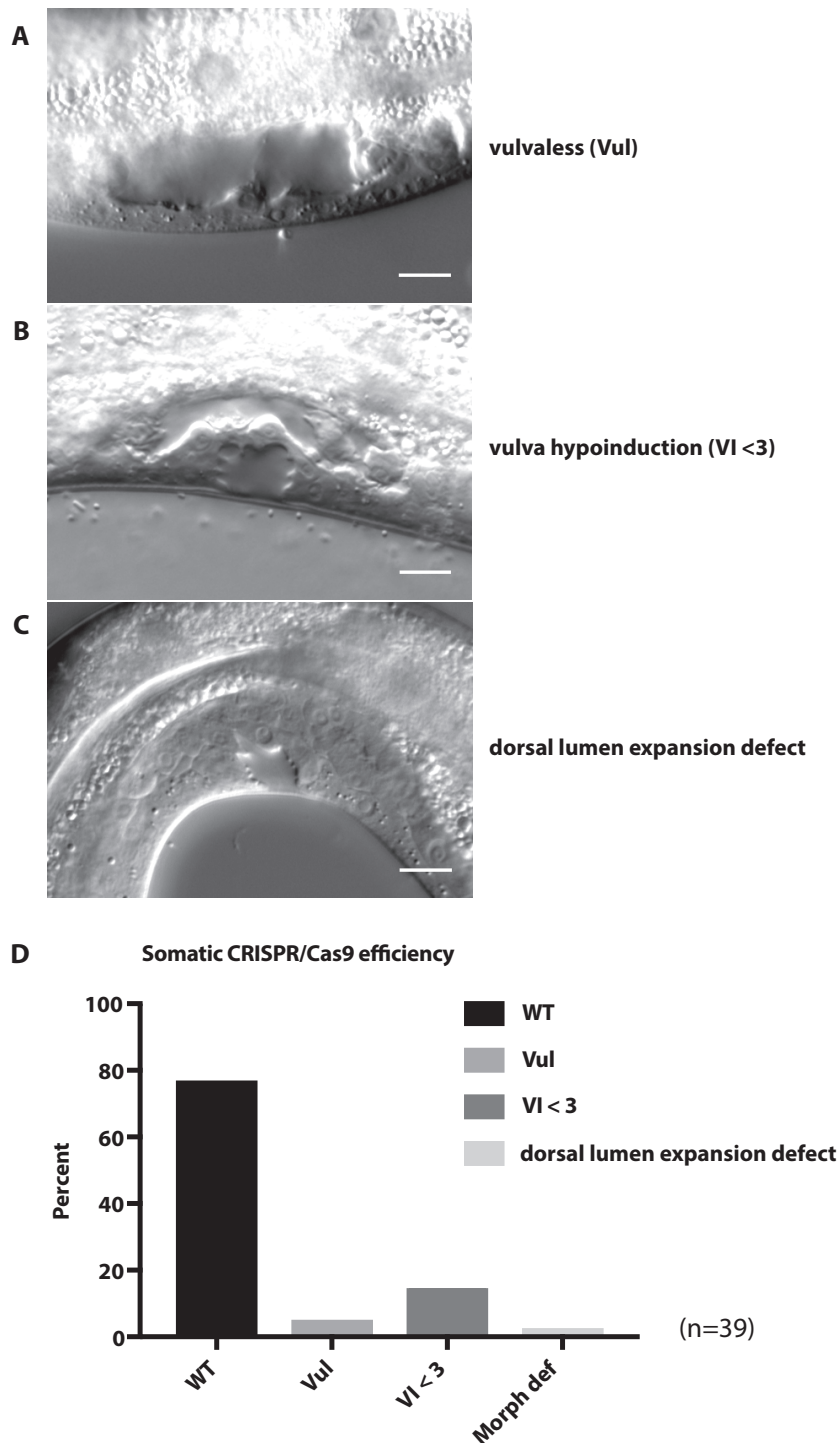 A
vulvaless (Vul)
B
vulva hypoinduction (VI <3)
C
dorsal lumen expansion defect
D
Somatic CRISPR/Cas9 efficiency
100
80
60
40
20
0
Percent
WT
Vul
VI < 3
dorsal lumen expansion defect
(n=39)
WT
Vul
VI < 3
Morph def